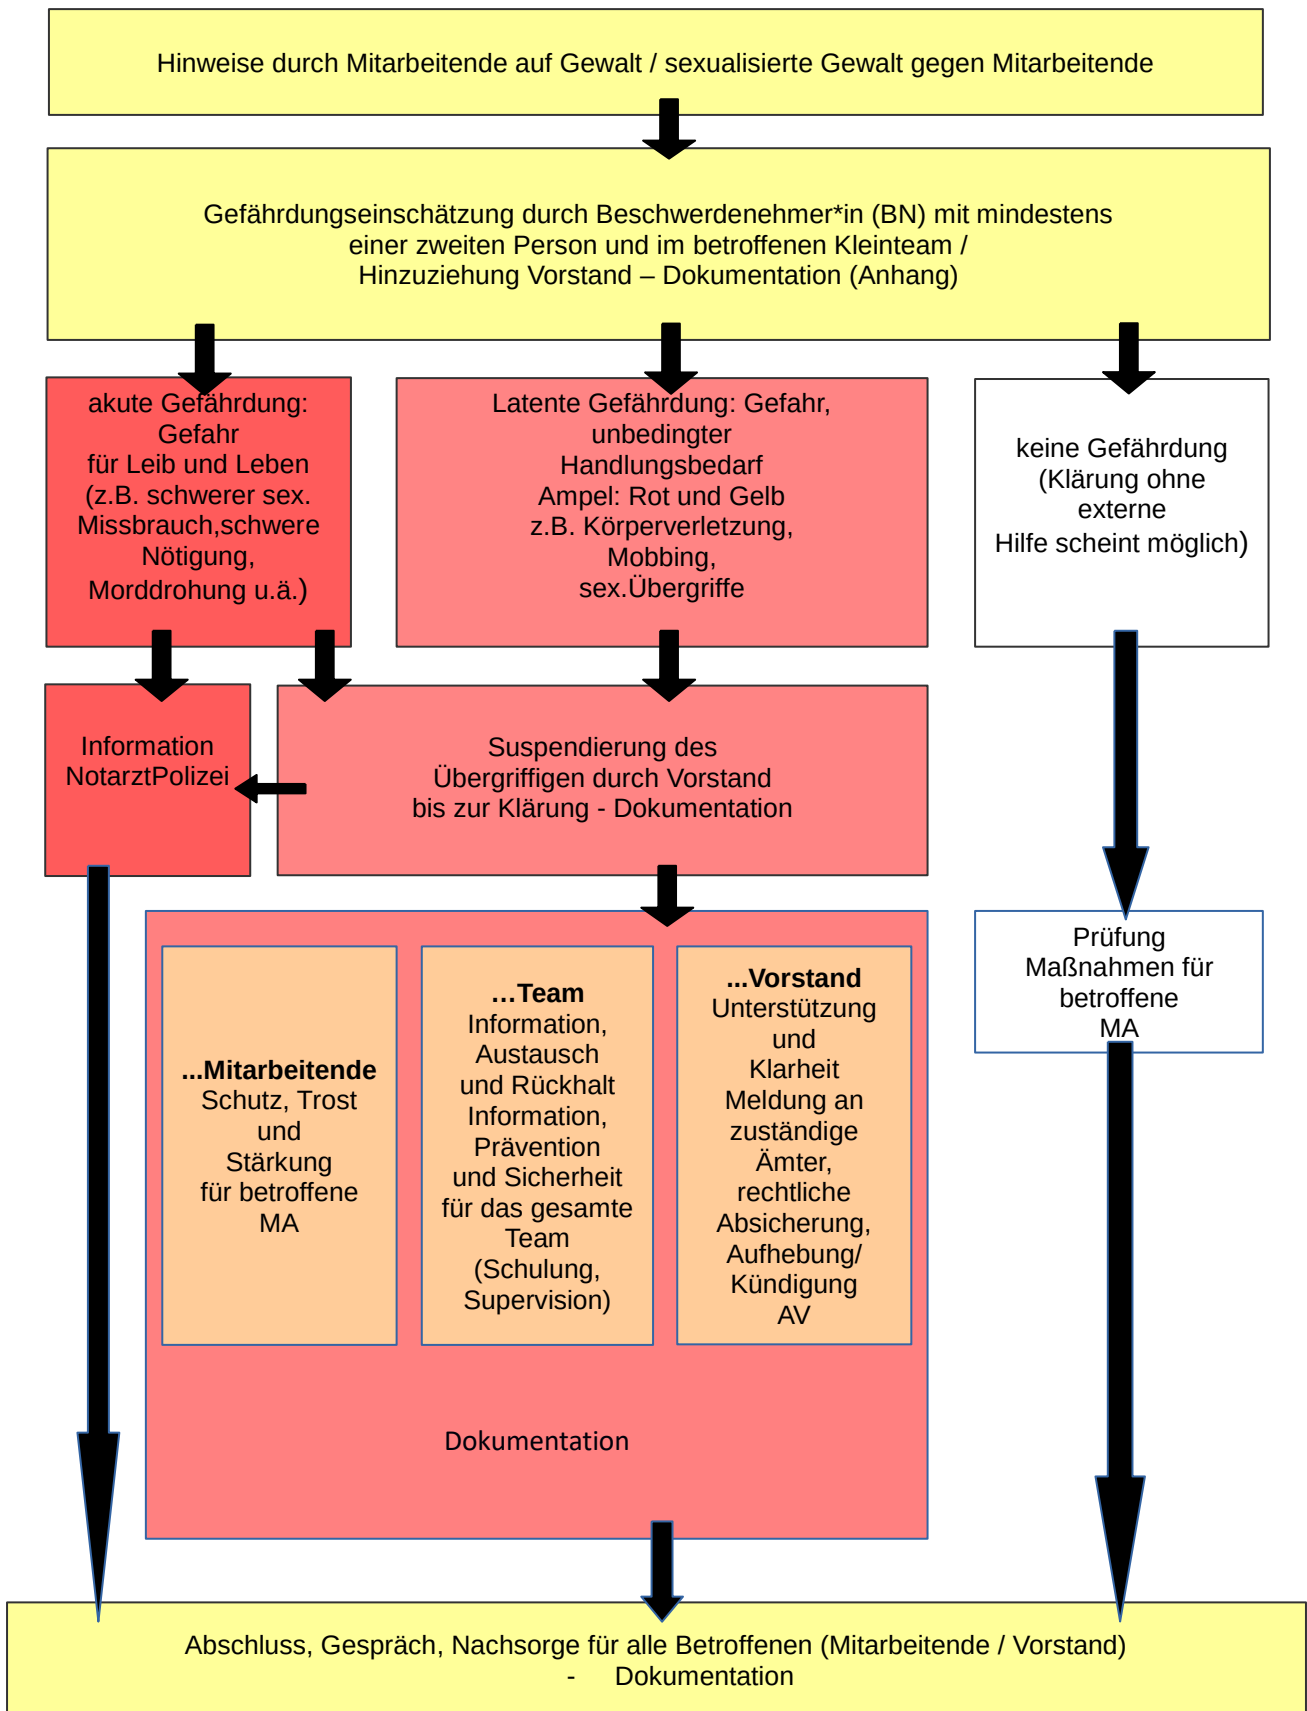 Hinweise durch Mitarbeitende auf Gewalt / sexualisierte Gewalt gegen Mitarbeitende
Gefährdungseinschätzung durch Beschwerdenehmer*in (BN) mit mindestens
einer zweiten Person und im betroffenen Kleinteam /
Hinzuziehung Vorstand – Dokumentation (Anhang)
akute Gefährdung:
Gefahr
für Leib und Leben
(z.B. schwerer sex.
Missbrauch,schwere
Nötigung,
Morddrohung u.ä.)
Latente Gefährdung: Gefahr,
unbedingter
Handlungsbedarf
Ampel: Rot und Gelb
z.B. Körperverletzung,
Mobbing,
sex.Übergriffe
keine Gefährdung
(Klärung ohne
externe
Hilfe scheint möglich)
Information
NotarztPolizei
Suspendierung des
Übergriffigen durch Vorstand
bis zur Klärung - Dokumentation
...Mitarbeitende
Schutz, Trost
und
Stärkung
für betroffene
MA
…Team
Information,
Austausch
und Rückhalt
Information,
Prävention
und Sicherheit
für das gesamte
Team
(Schulung,
Supervision)
...Vorstand
Unterstützung
und
Klarheit
Meldung an
zuständige
Ämter,
rechtliche
Absicherung,
Aufhebung/
Kündigung
AV
Prüfung
Maßnahmen für
betroffene
MA
Dokumentation
Abschluss, Gespräch, Nachsorge für alle Betroffenen (Mitarbeitende / Vorstand)
- Dokumentation